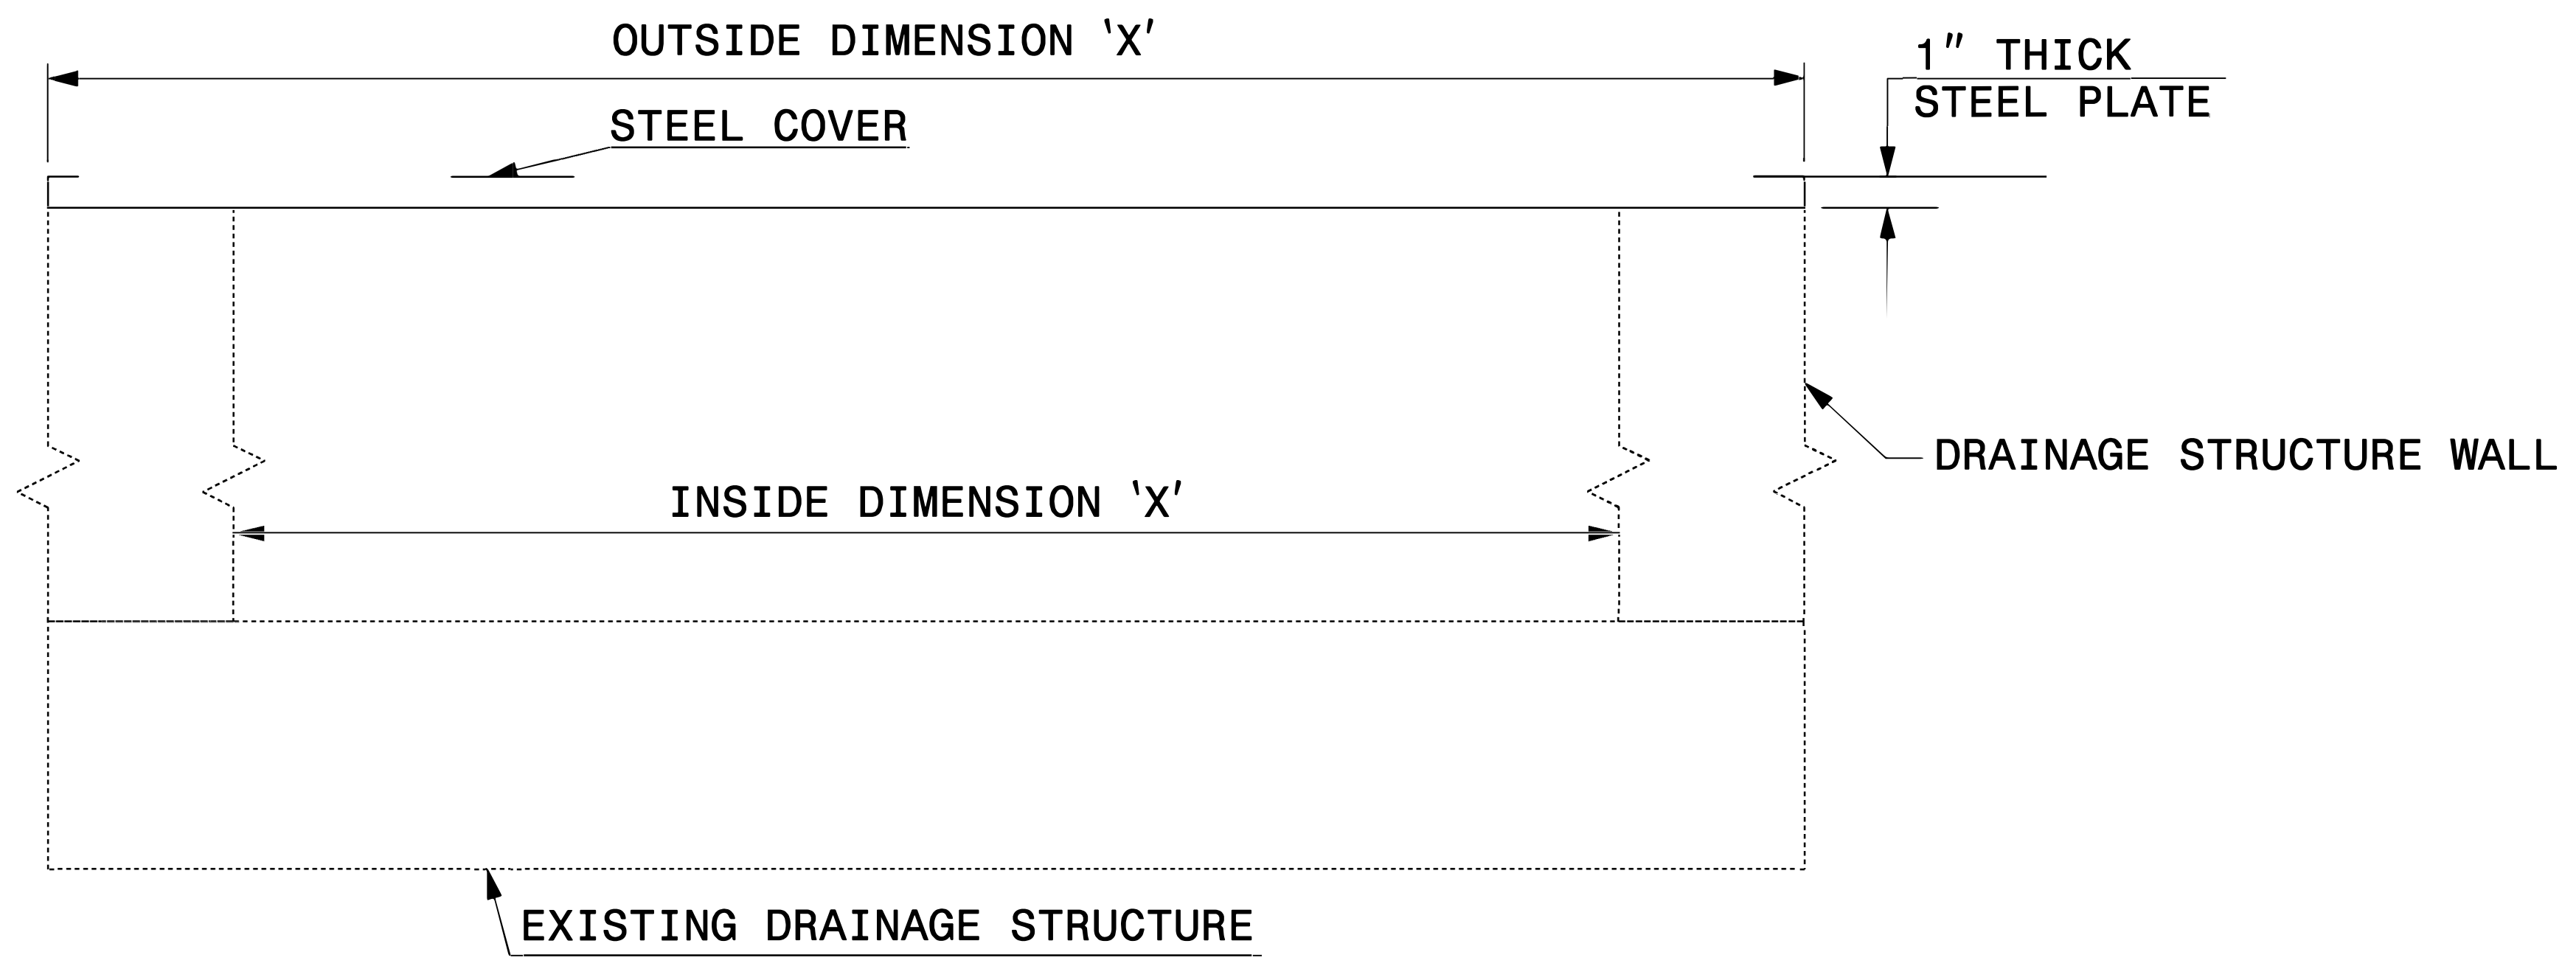 OUTSIDE DIMENSION 'X'
1" THICK
STEEL PLATE
STEEL COVER
DRAINAGE STRUCTURE WALL
INSIDE DIMENSION 'X'
EXISTING DRAINAGE STRUCTURE